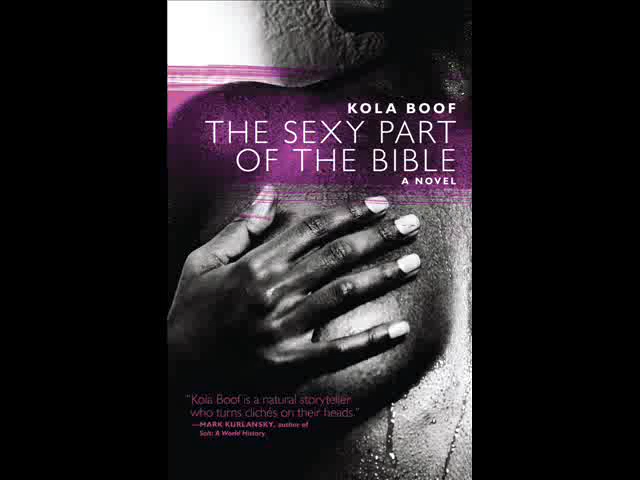 KOLA BOOF
THE SEXY PART
OF THE BIBLE
A NOVEL
“Kola Boof is a natural storyteller
who turns clichés on their heads.”
—MARK KURLANSKY, author of
Salt: A World History